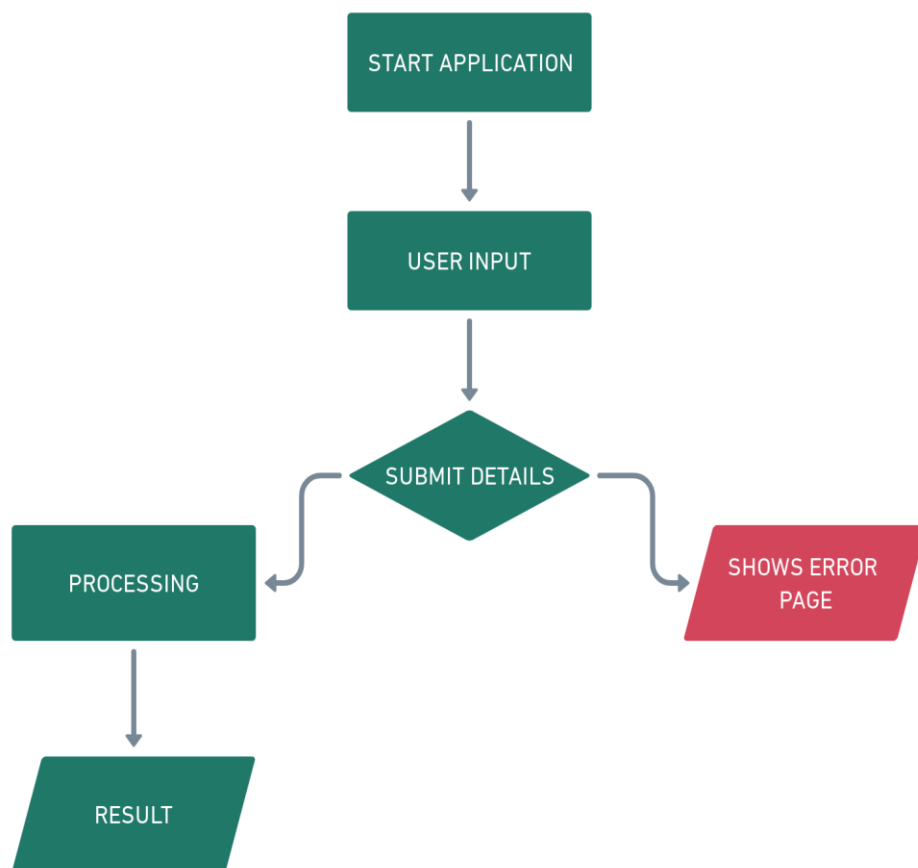 START APPLICATION
USER INPUT
SUBMIT DETAILS
PROCESSING
SHOWS ERROR
PAGE
RESULT